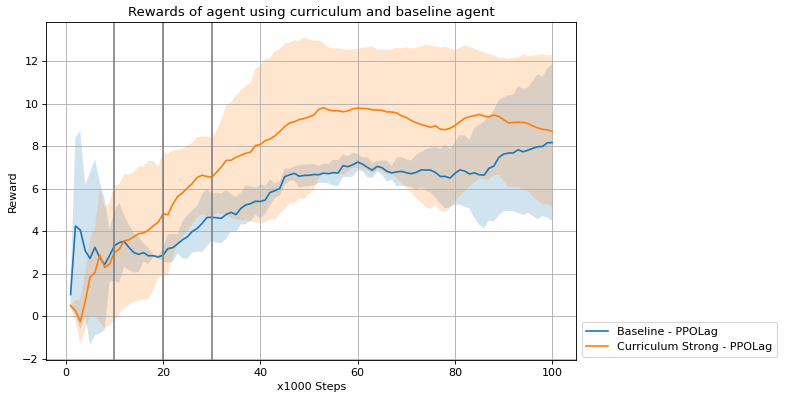 Rewards of agent using curriculum and baseline agent
Reward
12
10
8
6
4
2
0
−2
0
20
40
60
80
100
x1000 Steps
Baseline - PPOLag
Curriculum Strong - PPOLag